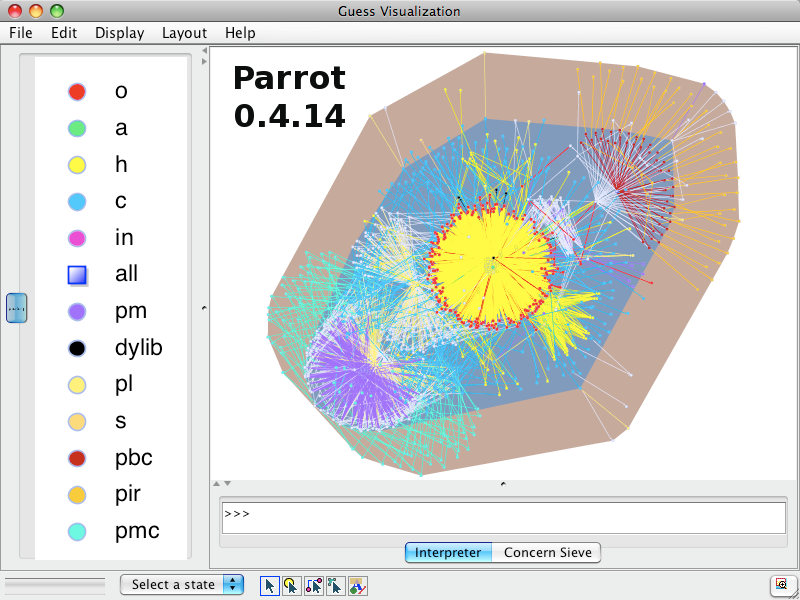 Guess Visualization
File Edit Display Layout Help
Parrot
0.4.14
o
a
h
c
in
all
pm
dylib
pl
s
pbc
pir
pmc
>>>
Interpreter Concern Sieve
Select a state